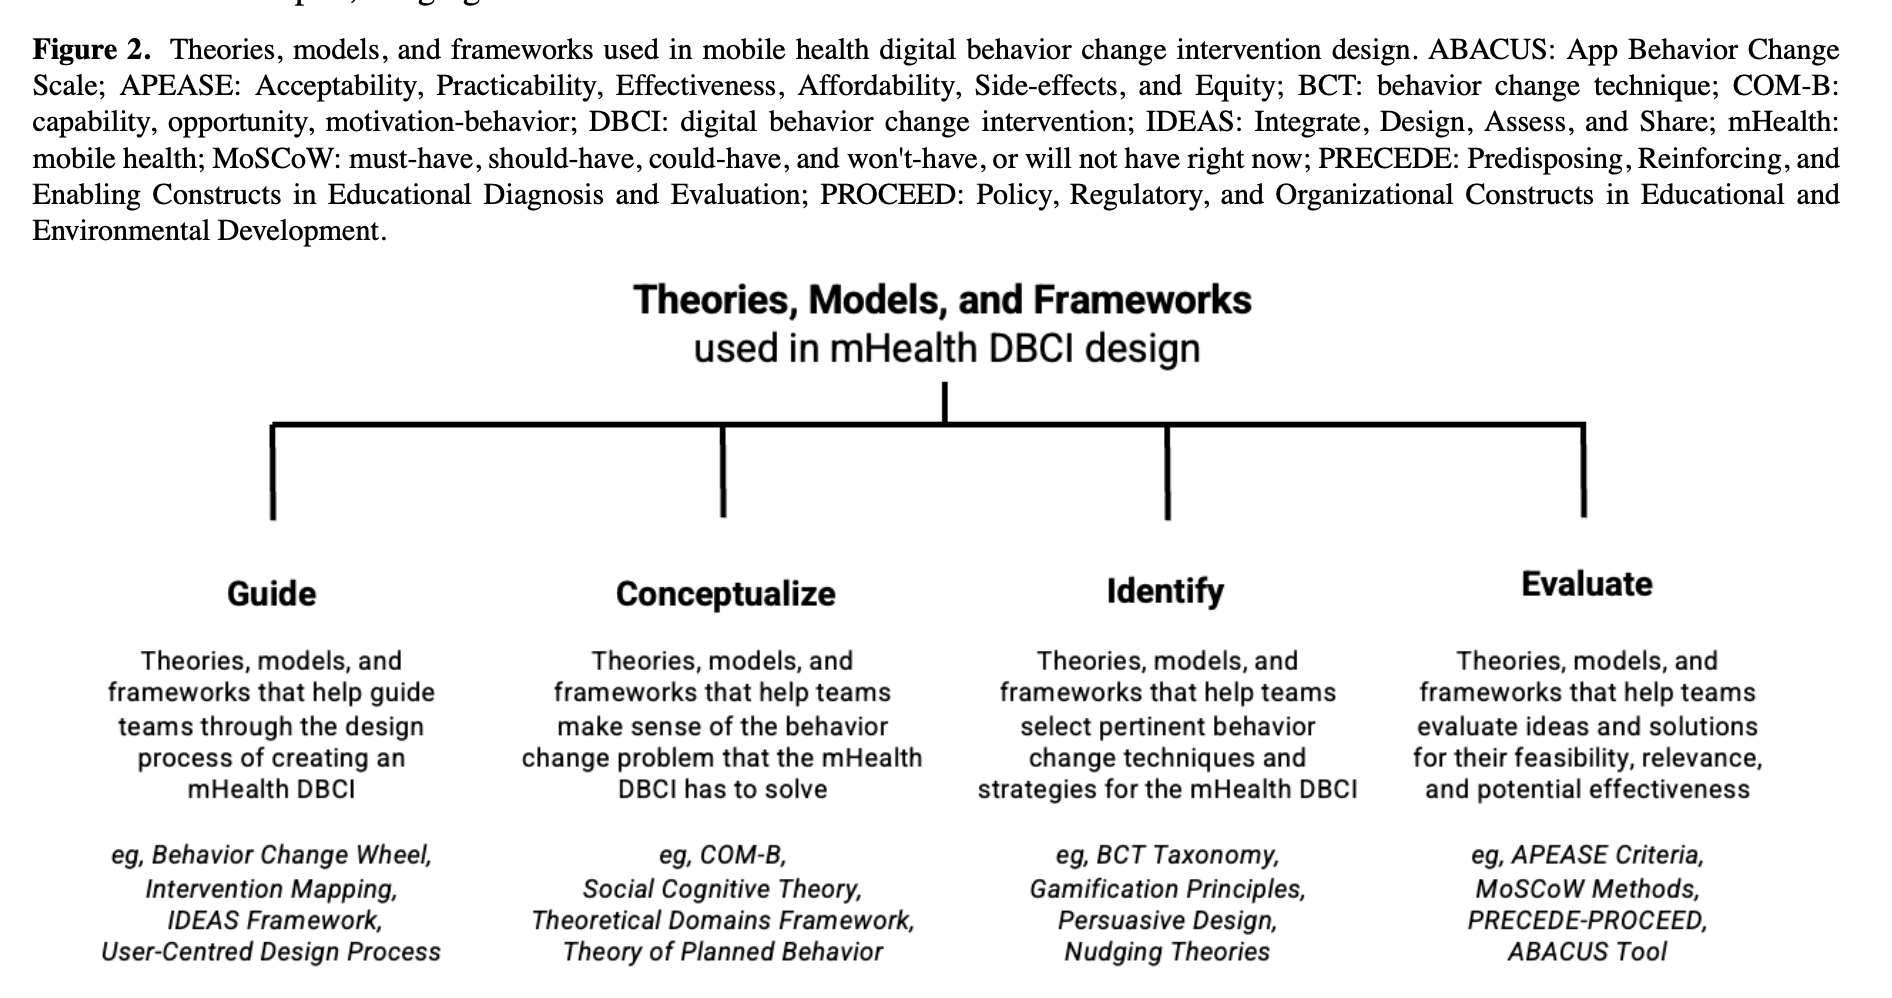 Figure 2. Theories, models, and frameworks used in mobile health digital behavior change intervention design. ABACUS: App Behavior Change
Scale; APEASE: Acceptability, Practicability, Effectiveness, Affordability, Side-effects, and Equity; BCT: behavior change technique; COM-B:
capability, opportunity, motivation-behavior; DBCI: digital behavior change intervention; IDEAS: Integrate, Design, Assess, and Share; mHealth:
mobile health; MoSCoW: must-have, should-have, could-have, and won't-have, or will not have right now; PRECEDE: Predisposing, Reinforcing, and
Enabling Constructs in Educational Diagnosis and Evaluation; PROCEED: Policy, Regulatory, and Organizational Constructs in Educational and
Environmental Development.
Theories, Models, and Frameworks
used in mHealth DBCI design
Guide
Theories, models, and
frameworks that help guide
teams through the design
process of creating an
mHealth DBCI
eg, Behavior Change Wheel,
Intervention Mapping,
IDEAS Framework,
User-Centred Design Process
Conceptualize
Theories, models, and
frameworks that help teams
make sense of the behavior
change problem that the mHealth
DBCI has to solve
eg, COM-B,
Social Cognitive Theory,
Theoretical Domains Framework,
Theory of Planned Behavior
Identify
Theories, models, and
frameworks that help teams
select pertinent behavior
change techniques and
strategies for the mHealth DBCI
eg, BCT Taxonomy,
Gamification Principles,
Persuasive Design,
Nudging Theories
Evaluate
Theories, models, and
frameworks that help teams
evaluate ideas and solutions
for their feasibility, relevance,
and potential effectiveness
eg, APEASE Criteria,
MoSCoW Methods,
PRECEDE-PROCEED,
ABACUS Tool